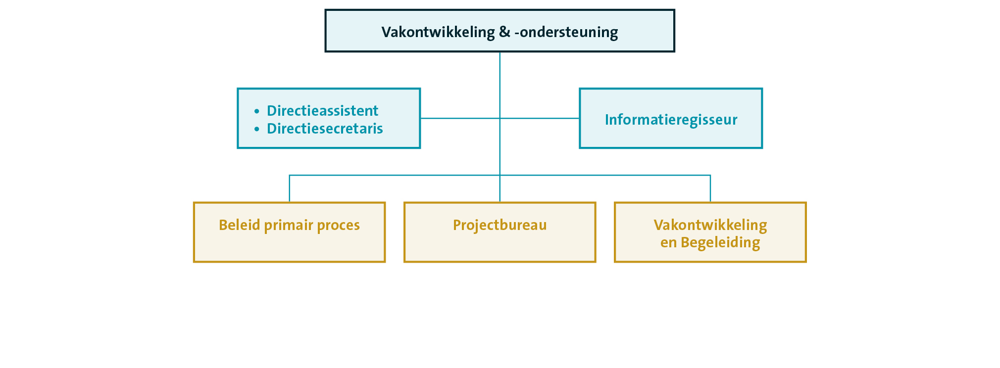 Vakontwikkeling & -ondersteuning
• Directieassistent
• Directiesecretaris
Informatieregisseur
Beleid primair proces
Projectbureau
Vakontwikkeling
en Begeleiding